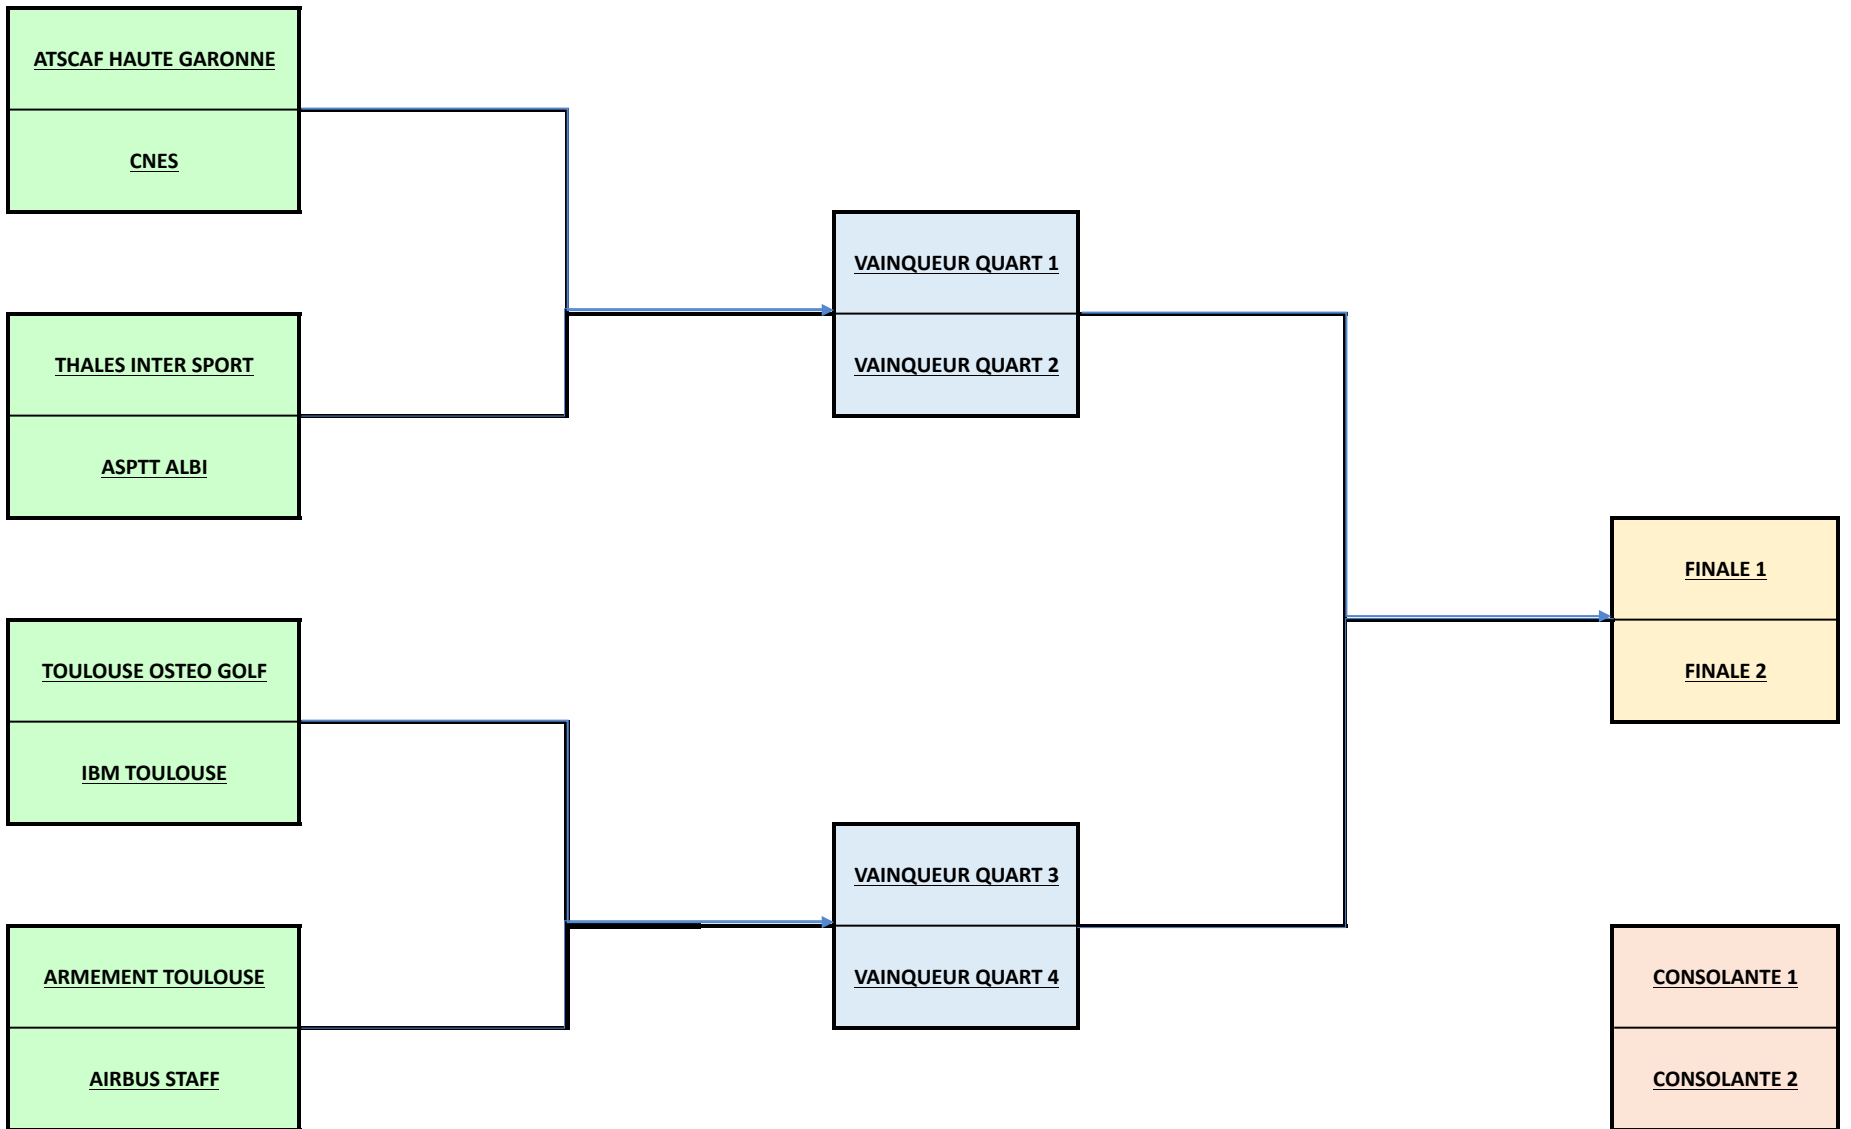 ATSCAF HAUTE GARONNE
CNES
VAINQUEUR QUART 1
THALES INTER SPORT
VAINQUEUR QUART 2
ASPTT ALBI
FINALE 1
TOULOUSE OSTEO GOLF
FINALE 2
IBM TOULOUSE
VAINQUEUR QUART 3
ARMEMENT TOULOUSE
VAINQUEUR QUART 4
CONSOLANTE 1
AIRBUS STAFF
CONSOLANTE 2